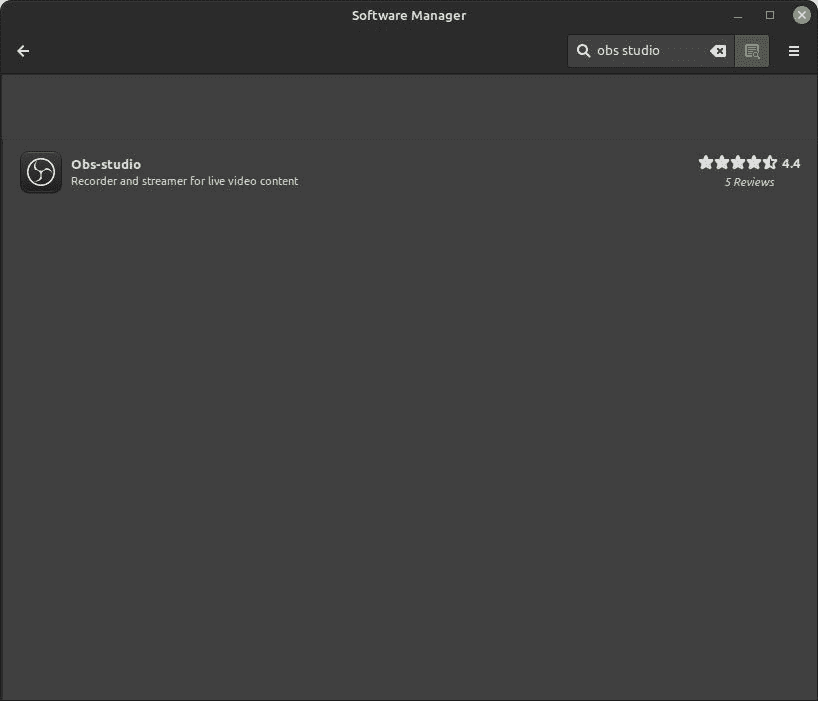 Software Manager
obs studio
Obs-studio
4.4
Recorder and streamer for live video content
5 Reviews